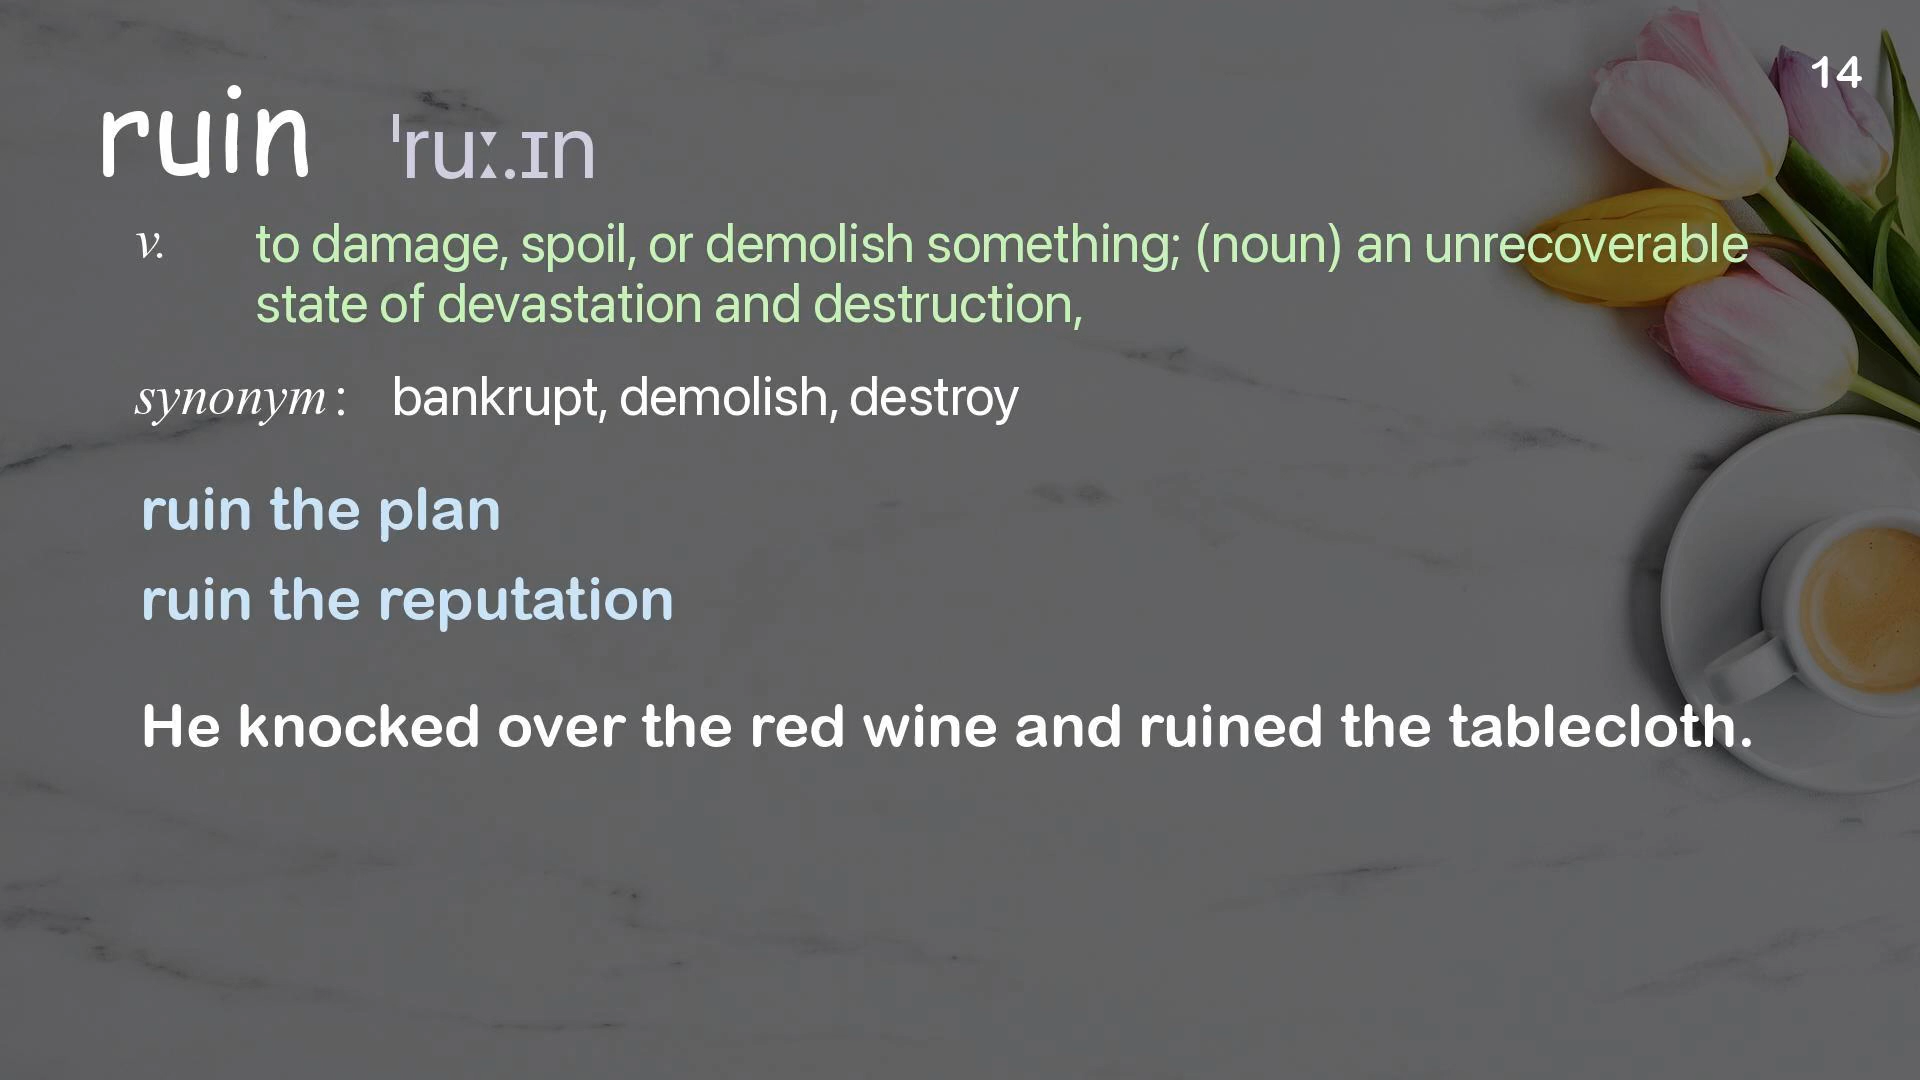 14
ruin ˈruː.ɪn
v. to damage, spoil, or demolish something; (noun) an unrecoverable
state of devastation and destruction,
synonym : bankrupt, demolish, destroy
ruin the plan
ruin the reputation
He knocked over the red wine and ruined the tablecloth.